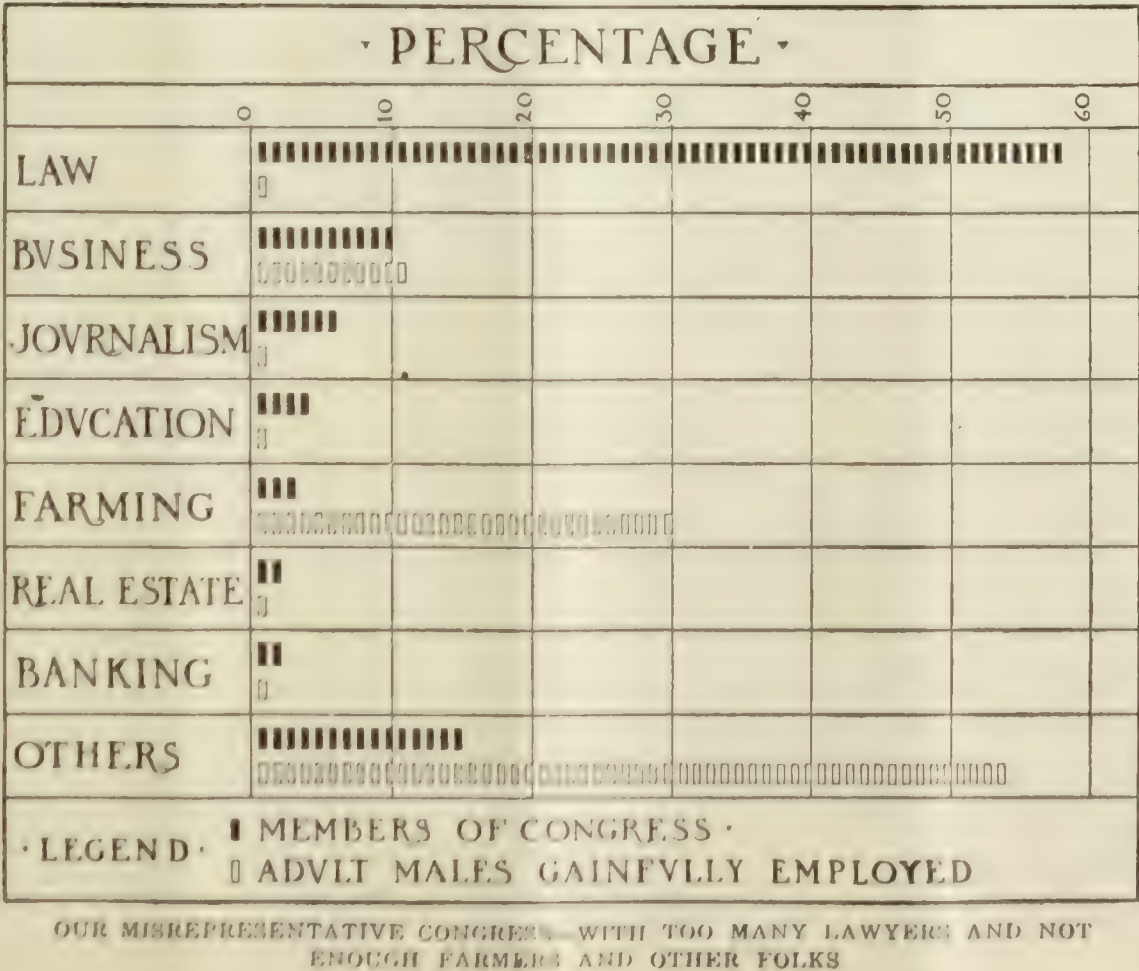 · PERCENTAGE ·
0 10 20 30 40 50 60
LAW
BVSINESS
JOVRNALISM
EDVCATION
FARMING
REAL ESTATE
BANKING
OTHERS
· LEGEND · MEMBERS OF CONGRESS ·
ADVLT MALES GAINFVLLY EMPLOYED
OUR MISREPRESENTATIVE CONGRESS—WITH TOO MANY LAWYERS AND NOT
ENOUGH FARMERS AND OTHER FOLKS